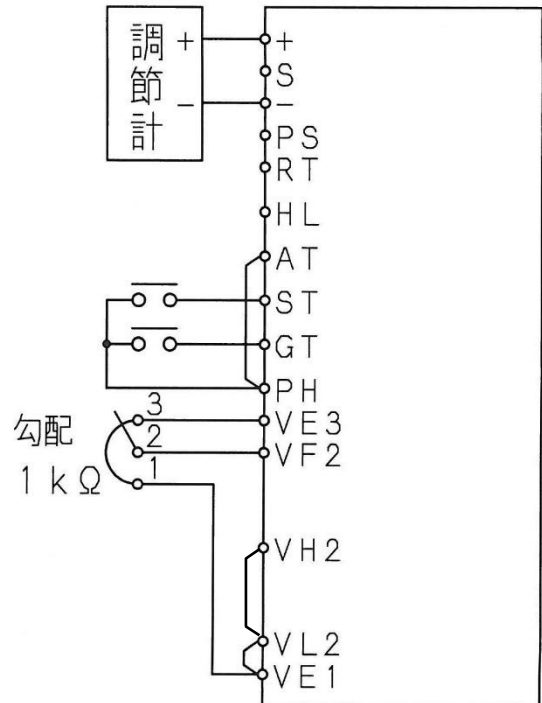 調節計
+
−
+
S
−
PS
RT
HL
AT
ST
GT
PH
VE3
VF2
3
2
1
勾配
1kΩ
VH2
VL2
VE1